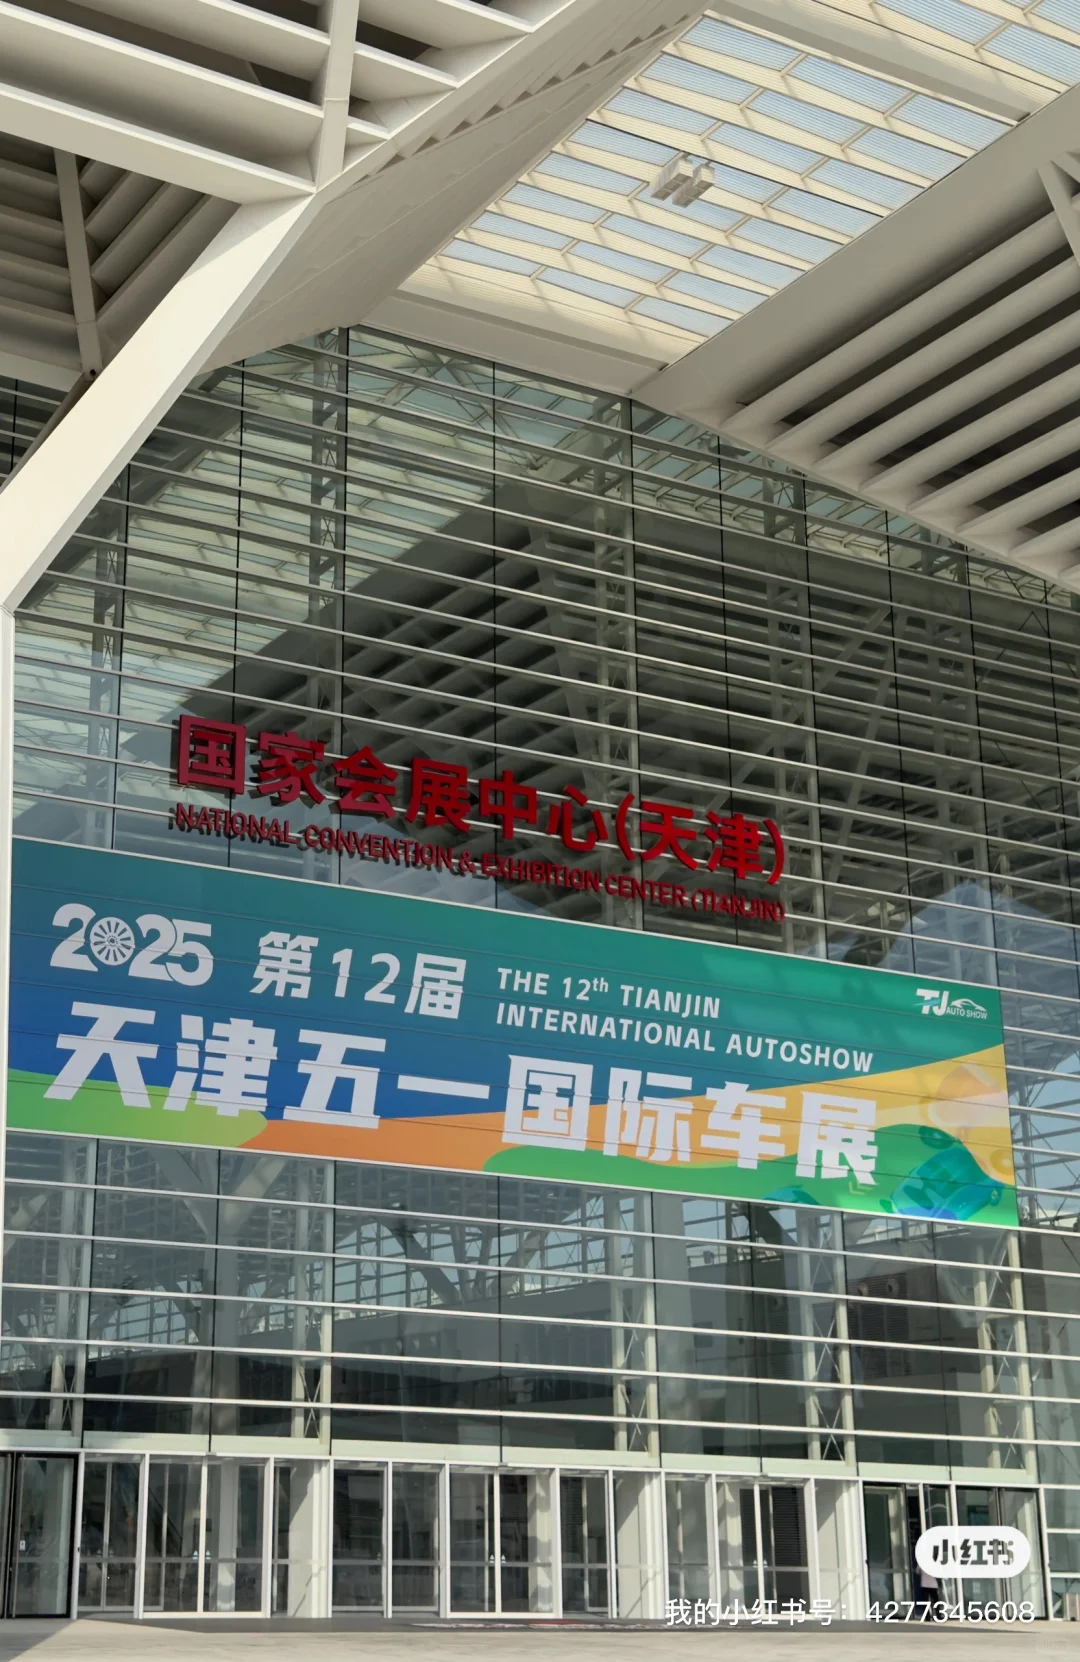 国家会展中心(天津)
NATIONAL CONVENTION & EXHIBITION CENTER (TIANJIN)
2025 第12届
THE 12th TIANJIN
INTERNATIONAL AUTOSHOW
TJ AUTO SHOW
天津五一国际车展
小红书
我的小红书号：4277345608